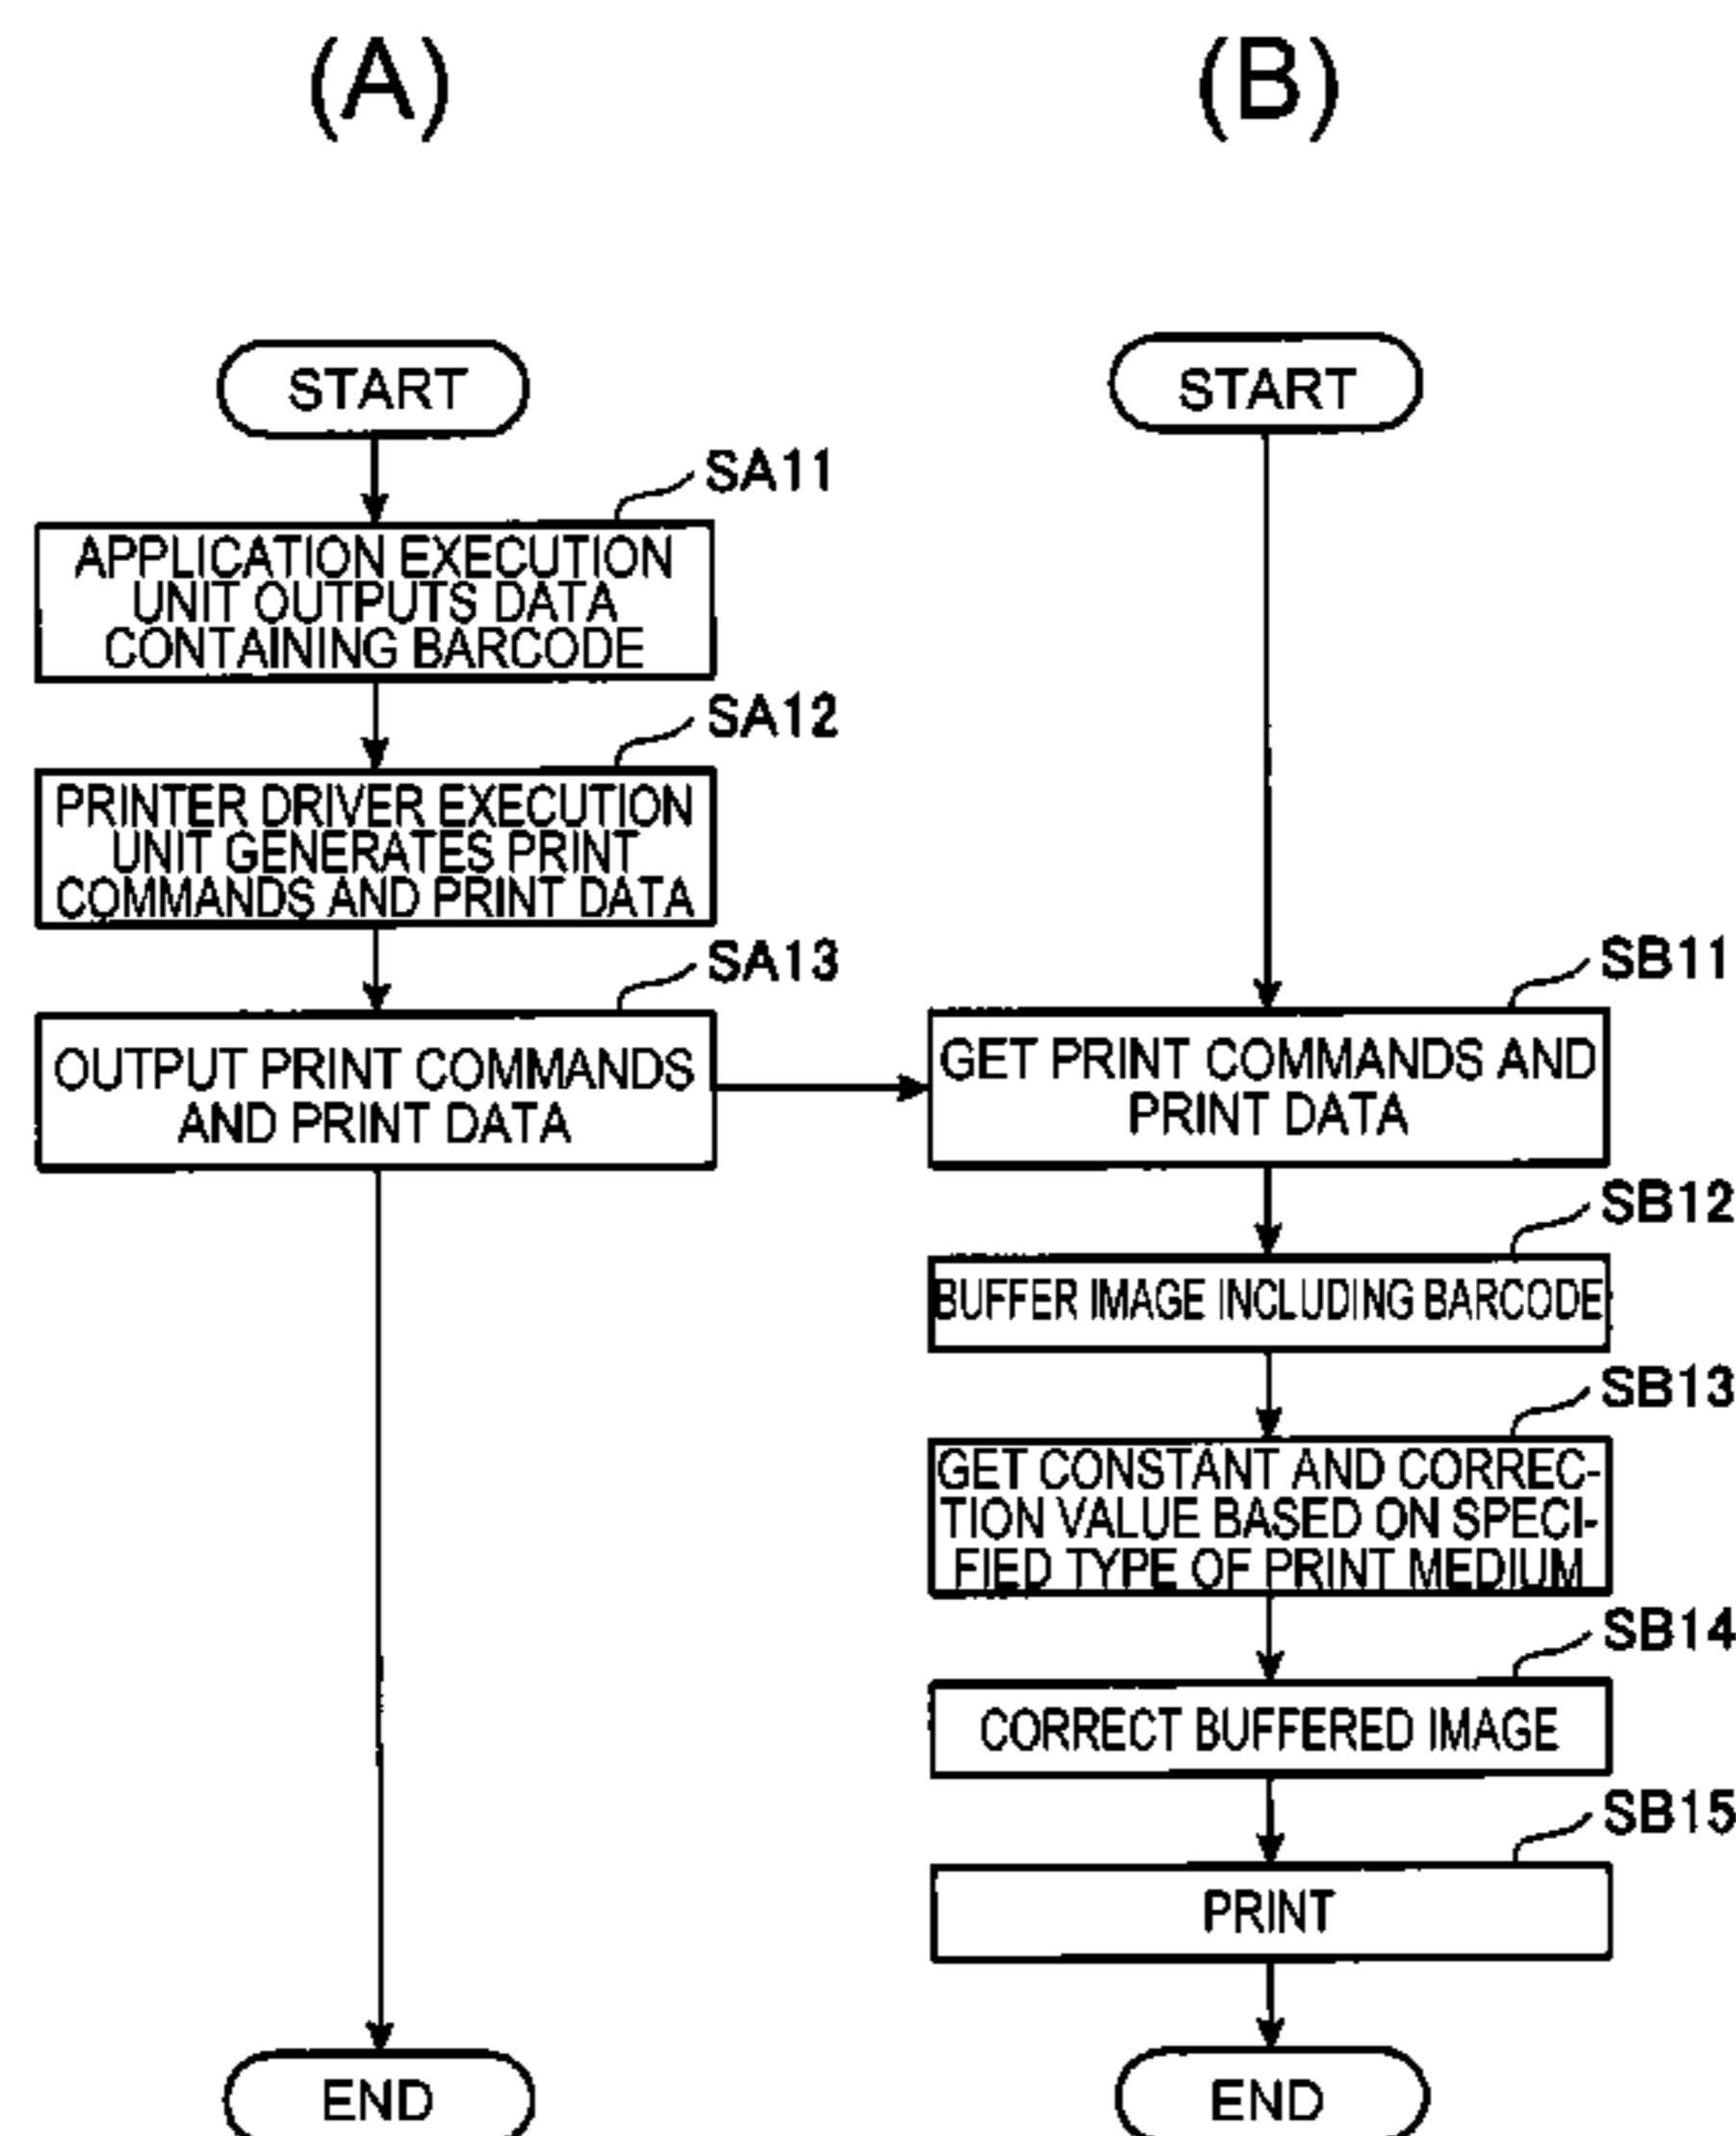 (A)
START
SA11
APPLICATION EXECUTION
UNIT OUTPUTS DATA
CONTAINING BARCODE
SA12
PRINTER DRIVER EXECUTION
UNIT GENERATES PRINT
COMMANDS AND PRINT DATA
SA13
OUTPUT PRINT COMMANDS
AND PRINT DATA
END
(B)
START
SB11
GET PRINT COMMANDS AND
PRINT DATA
SB12
BUFFER IMAGE INCLUDING BARCODE
SB13
GET CONSTANT AND CORREC-
TION VALUE BASED ON SPECI-
FIED TYPE OF PRINT MEDIUM
SB14
CORRECT BUFFERED IMAGE
SB15
PRINT
END